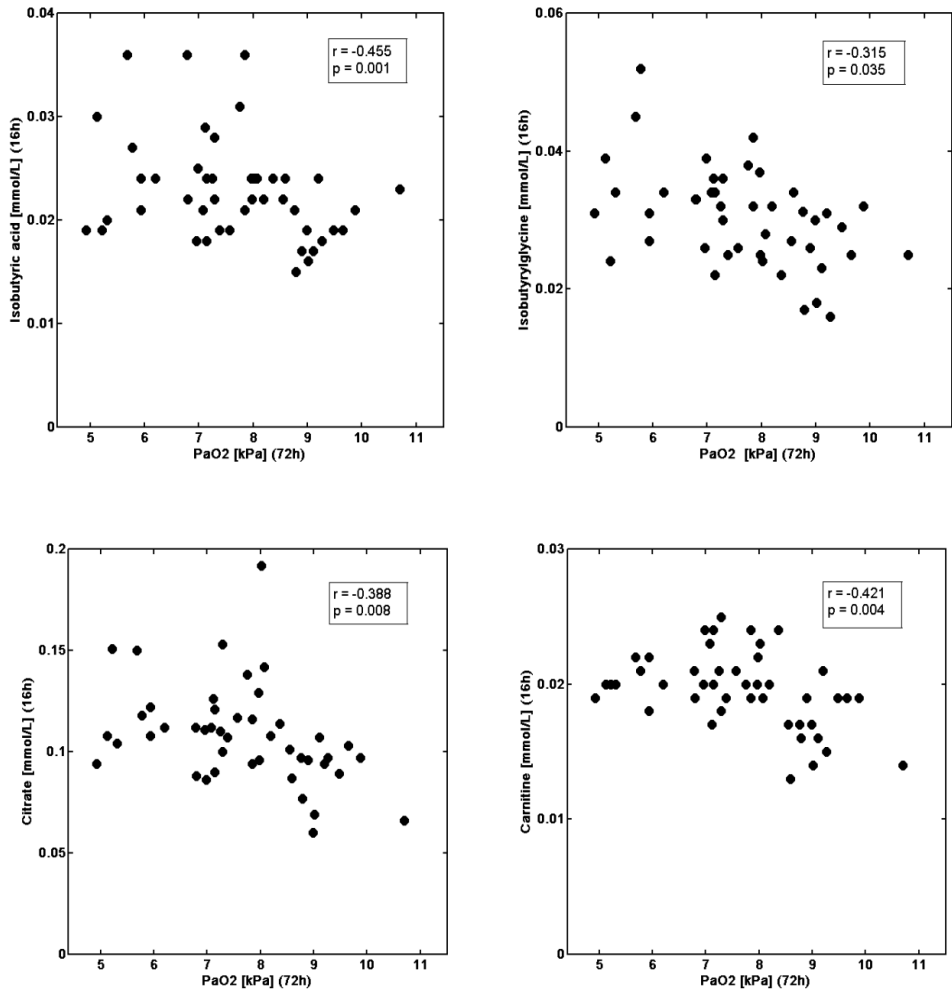 0.04
0.03
0.02
0.01
0
Isobutyric acid [mmol/L] (16h)
r = -0.455
p = 0.001
5 6 7 8 9 10 11
PaO2 [kPa] (72h)
0.06
0.04
0.02
0
Isobutyrylglycine [mmol/L] (16h)
r = -0.315
p = 0.035
5 6 7 8 9 10 11
PaO2 [kPa] (72h)
0.2
0.15
0.1
0.05
0
Citrate [mmol/L] (16h)
r = -0.388
p = 0.008
5 6 7 8 9 10 11
PaO2 [kPa] (72h)
0.03
0.02
0.01
0
Carnitine [mmol/L] (16h)
r = -0.421
p = 0.004
5 6 7 8 9 10 11
PaO2 [kPa] (72h)